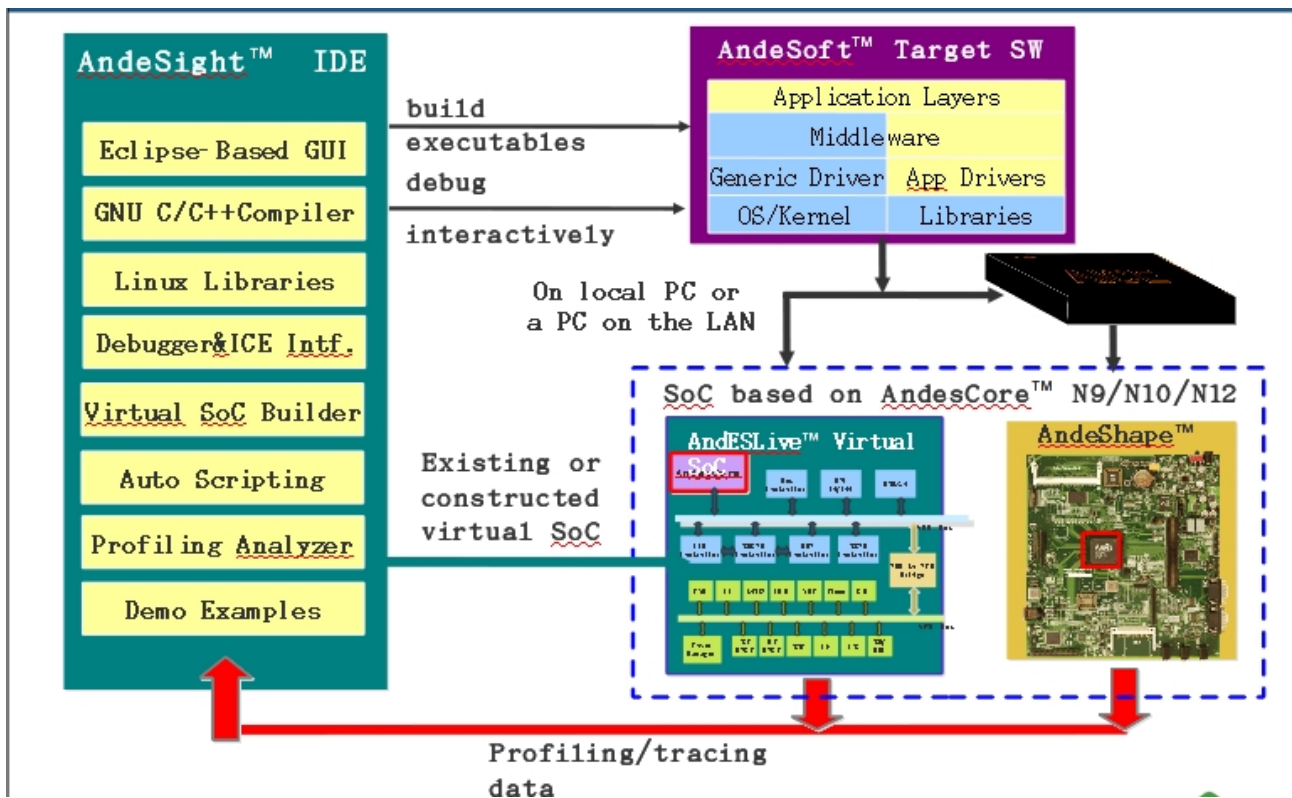 AndeSight™ IDE
Eclipse-Based GUI
GNU C/C++Compiler
Linux Libraries
Debugger&ICE Intf.
Virtual SoC Builder
Auto Scripting
Profiling Analyzer
Demo Examples
build
executables
debug
interactively
AndeSoft™ Target SW
Application Layers
Middleware
Generic Driver
App Drivers
OS/Kernel
Libraries
On local PC or
a PC on the LAN
SoC based on AndesCore™ N9/N10/N12
Existing or
constructed
virtual SoC
AndESLive™ Virtual
SoC
AndeShape™
Profiling/tracing
data